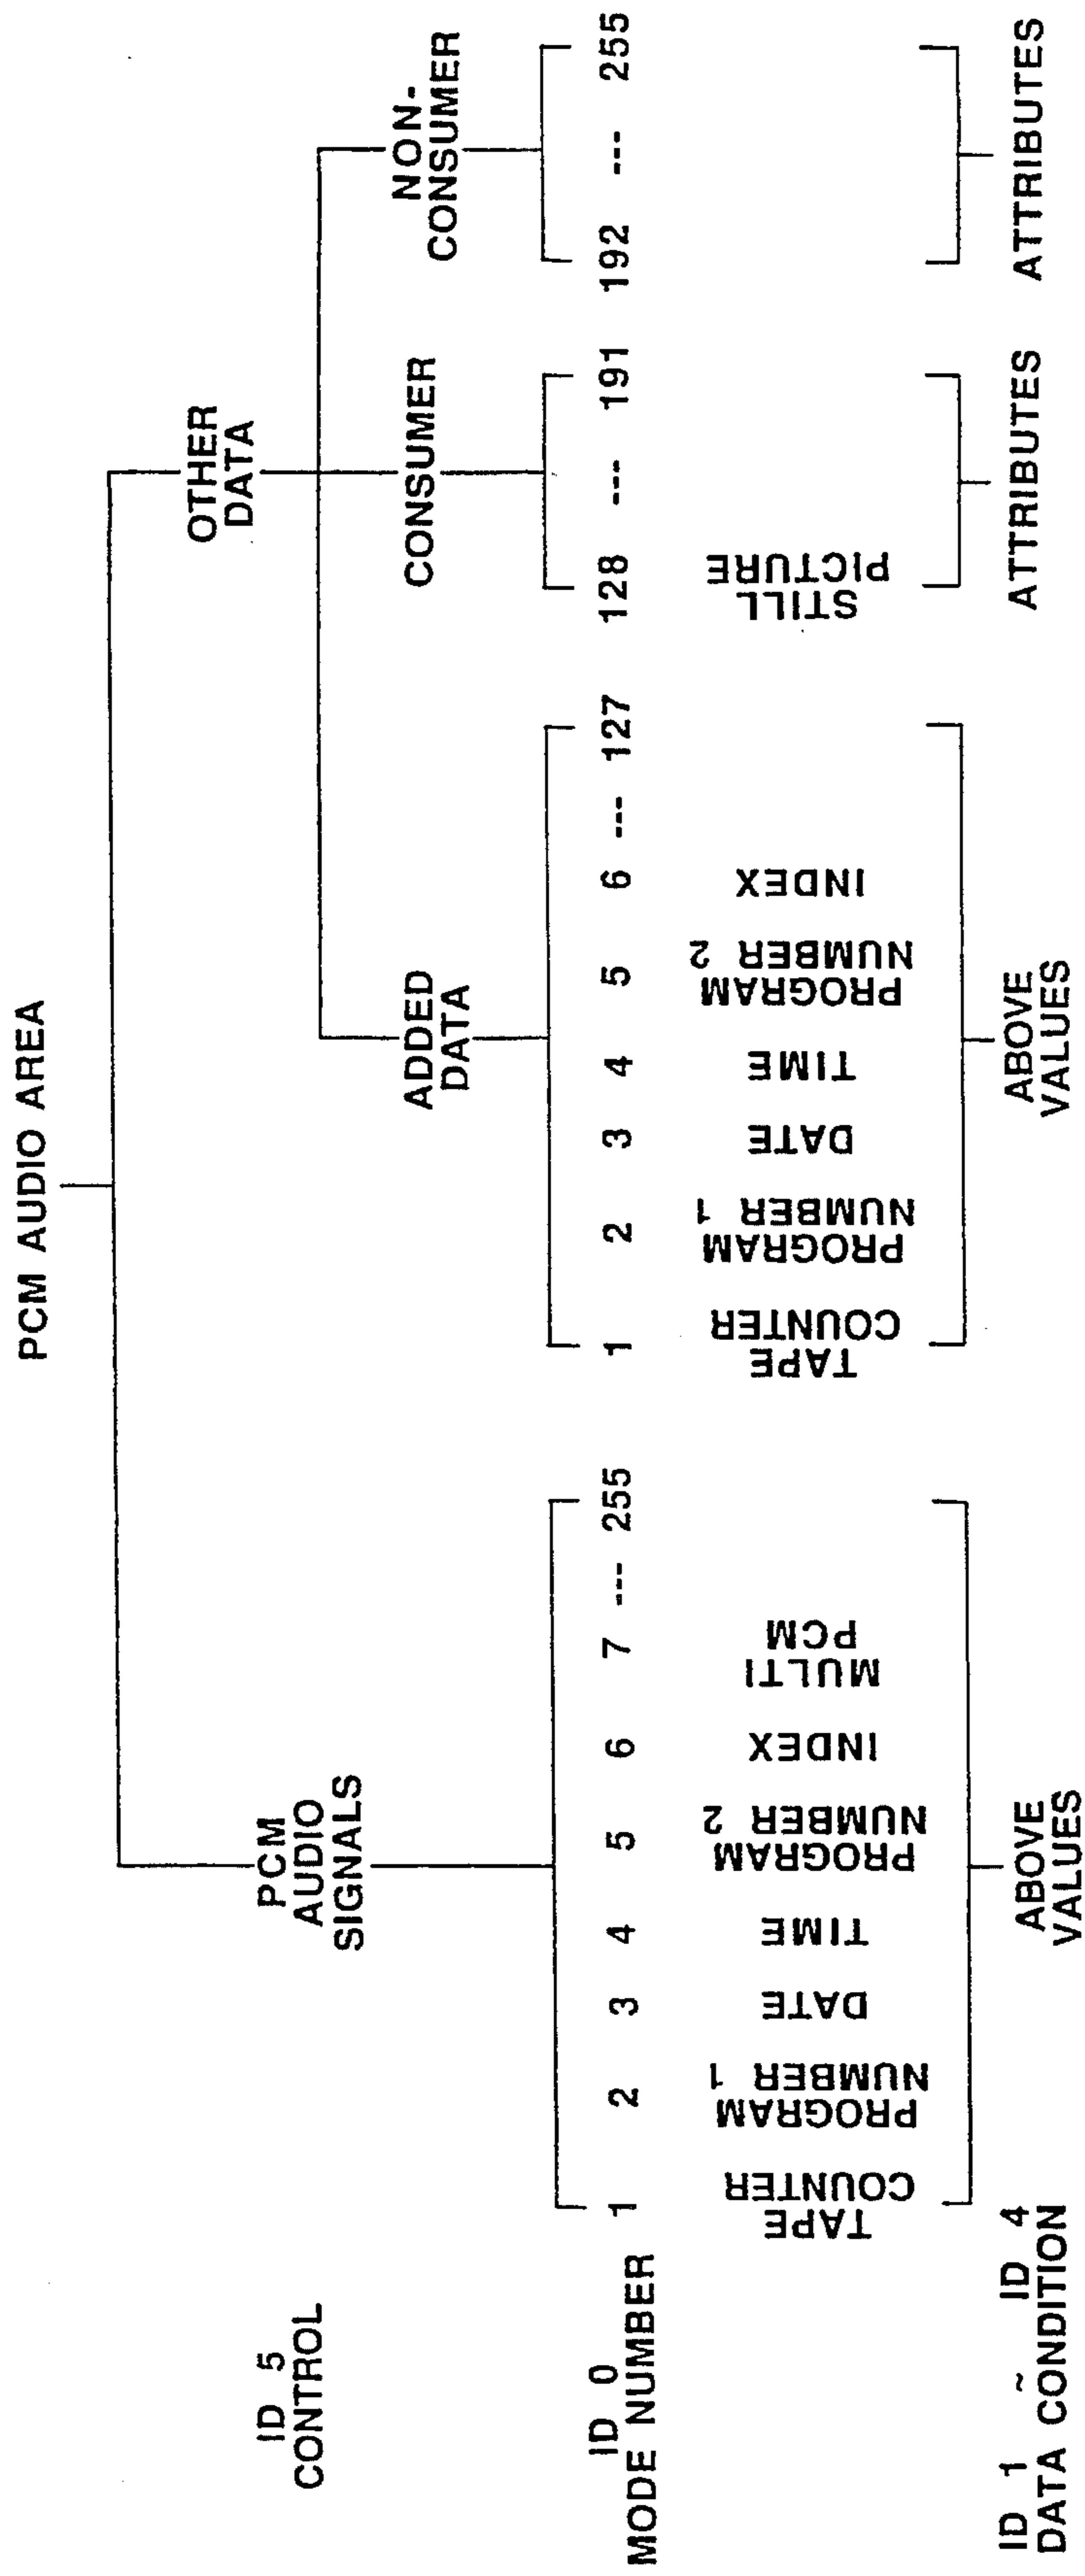 PCM AUDIO AREA
ID 5
CONTROL
PCM
AUDIO
SIGNALS
OTHER
DATA
ADDED
DATA
CONSUMER
NON-
CONSUMER
ID 0
MODE NUMBER
1 2 3 4 5 6 7 --- 255
1 2 3 4 5 6 --- 127
128 --- 191
192 --- 255
TAPE
COUNTER
PROGRAM
NUMBER 1
DATE
TIME
PROGRAM
NUMBER 2
INDEX
MULTI
PCM
TAPE
COUNTER
PROGRAM
NUMBER 1
DATE
TIME
PROGRAM
NUMBER 2
INDEX
STILL
PICTURE
ID 1 ~ ID 4
DATA CONDITION
ABOVE
VALUES
ABOVE
VALUES
ATTRIBUTES
ATTRIBUTES